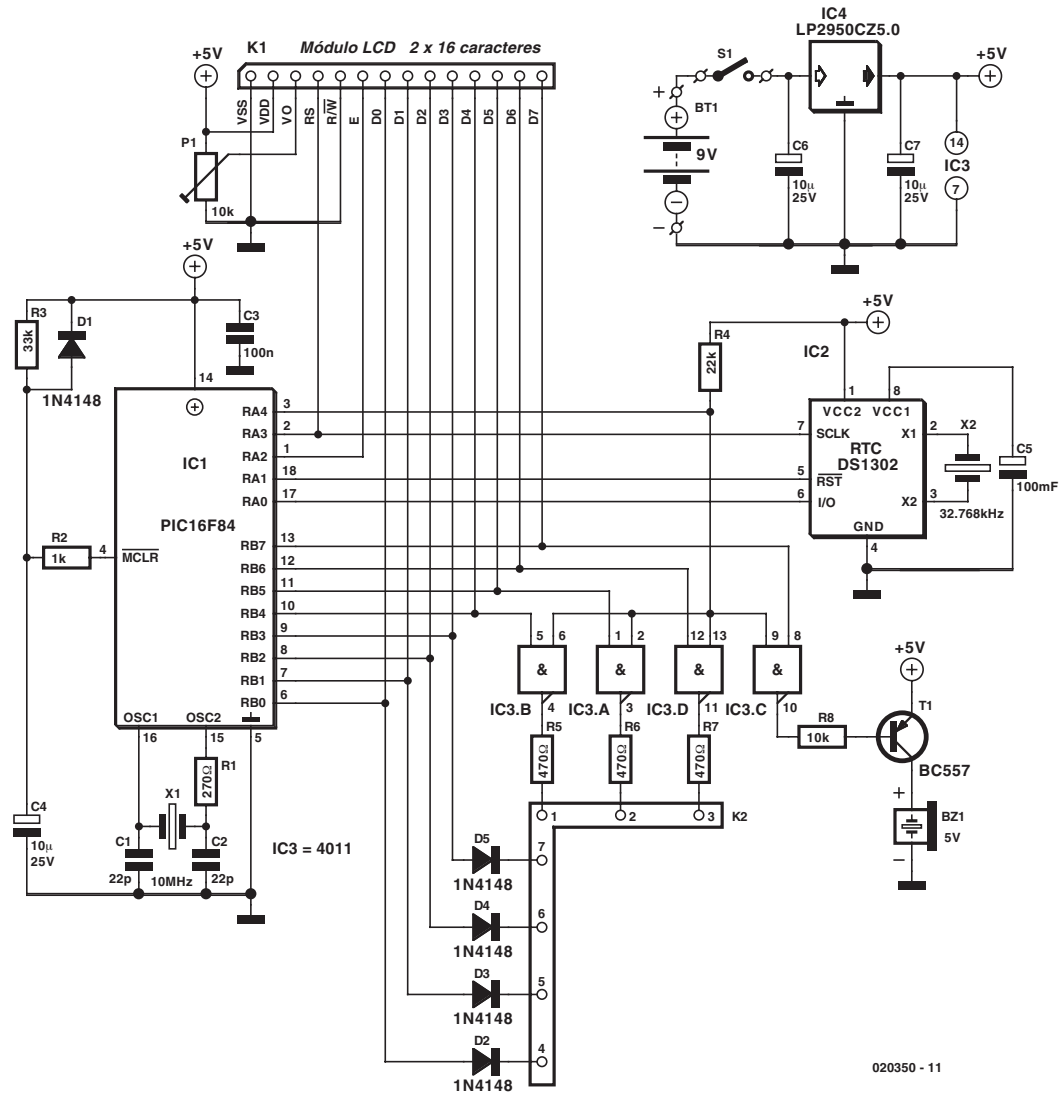 K1 Módulo LCD 2 x 16 caracteres
+5V
VSS
VDD
VO
RS
R/W
E
D0
D1
D2
D3
D4
D5
D6
D7
P1
10k
IC4
LP2950CZ5.0
S1
+5V
+
BT1
9V
–
C6
10µ
25V
C7
10µ
25V
14
IC3
7
+5V
R3
33k
D1
1N4148
C3
100n
14
IC1
PIC16F84
RA4 3
RA3 2
RA2 1
RA1 18
RA0 17
RB7 13
RB6 12
RB5 11
RB4 10
RB3 9
RB2 8
RB1 7
RB0 6
R2
1k
4 MCLR
OSC1 OSC2
16 15 5
R1
270Ω
X1
10MHz
C1
22p
C2
22p
C4
10µ
25V
IC3 = 4011
+5V
R4
22k
IC2
1 8
VCC2 VCC1
7 SCLK
5 RST
6 I/O
RTC
DS1302
X1 2
X2 3
GND
4
X2
32.768kHz
C5
100mF
5 6 1 2 12 13 9 8
& & & &
IC3.B 4 IC3.A 3 IC3.D 11 IC3.C 10
R5
470Ω
R6
470Ω
R7
470Ω
R8
10k
+5V
T1
BC557
+
BZ1
5V
–
1 2 3 K2
D5
1N4148
7
D4
1N4148
6
D3
1N4148
5
D2
1N4148
4
020350 - 11